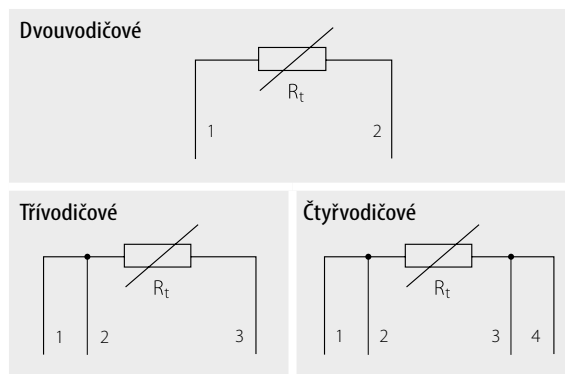 Dvouvodičové
Rt
1 2
Třívodičové
Rt
1 2 3
Čtyřvodičové
Rt
1 2 3 4